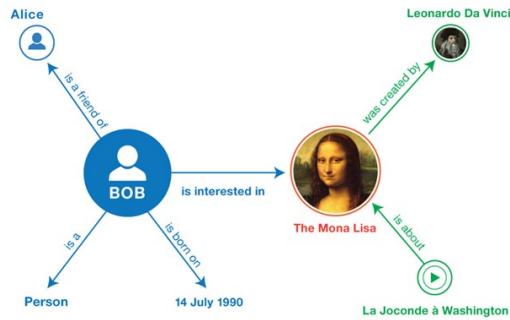 Alice
Leonardo Da Vinci
is a friend of
was created by
BOB
is interested in
The Mona Lisa
is a
is born on
is about
Person
14 July 1990
La Joconde à Washington